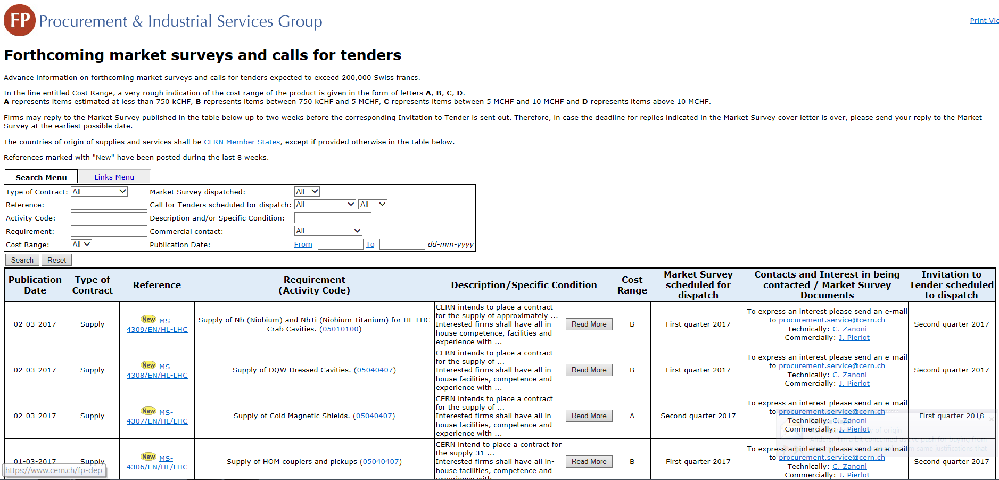 FP Procurement & Industrial Services Group
Print Vie
Forthcoming market surveys and calls for tenders
Advance information on forthcoming market surveys and calls for tenders expected to exceed 200,000 Swiss francs.
In the line entitled Cost Range, a very rough indication of the cost range of the product is given in the form of letters A, B, C, D.
A represents items estimated at less than 750 kCHF, B represents items between 750 kCHF and 5 MCHF, C represents items between 5 MCHF and 10 MCHF and D represents items above 10 MCHF.
Firms may reply to the Market Survey published in the table below up to two weeks before the corresponding Invitation to Tender is sent out. Therefore, in case the deadline for replies indicated in the Market Survey cover letter is over, please send your reply to the Market
Survey at the earliest possible date.
The countries of origin of supplies and services shall be CERN Member States, except if provided otherwise in the table below.
References marked with "New" have been posted during the last 8 weeks.
Search Menu Links Menu
Type of Contract: All Market Survey dispatched: All
Reference: Call for Tenders scheduled for dispatch: All All
Activity Code: Description and/or Specific Condition:
Requirement: Commercial contact: All
Cost Range: All Publication Date: From To dd-mm-yyyy
Search Reset
Publication
Date
Type of
Contract
Reference
Requirement
(Activity Code)
Description/Specific Condition
Cost
Range
Market Survey
scheduled for
dispatch
Contacts and Interest in being
contacted / Market Survey
Documents
Invitation to
Tender scheduled
to dispatch
02-03-2017
Supply
New MS-
4309/EN/HL-LHC
Supply of Nb (Niobium) and NbTi (Niobium Titanium) for HL-LHC
Crab Cavities. (05010100)
CERN intends to place a contract
for the supply of approximately ...
Interested firms shall have all in-
house competence, facilities and
experience with ...
Read More
B
First quarter 2017
To express an interest please send an e-mail
to procurement.service@cern.ch
Technically: C. Zanoni
Commercially: J. Pierlot
Second quarter 2017
02-03-2017
Supply
New MS-
4308/EN/HL-LHC
Supply of DQW Dressed Cavities. (05040407)
CERN intends to place a contract
for the supply of ...
Interested firms shall have all in-
house facilities, competence and
experience with ...
Read More
B
First quarter 2017
To express an interest please send an e-mail
to procurement.service@cern.ch
Technically: C. Zanoni
Commercially: J. Pierlot
Second quarter 2017
02-03-2017
Supply
New MS-
4307/EN/HL/LHC
Supply of Cold Magnetic Shields. (05040407)
CERN intends to place a contract
for the supply of ...
Interested firms shall have all in-
house facilities, competence and
experience with ...
Read More
A
Second quarter 2017
To express an interest please send an e-mail
to procurement.service@cern.ch
Technically: C. Zanoni
Commercially: J. Pierlot
First quarter 2018
01-03-2017
Supply
New MS-
4306/EN/HL/LHC
Supply of HOM couplers and pickups (05040407)
CERN intend to place a contract for
the supply 31 ...
Interested firms shall have all in-
house facilities, competence and
experience with
Read More
B
First quarter 2017
To express an interest please send an e-mail
to procurement.service@cern.ch
Technically: C. Zanoni
Commercially: J. Pierlot
Second quarter 2017
of origin
Anders, I'm a bit concerned as I've push for buying from
same justifications that
https://www.cern.ch/fp-dep